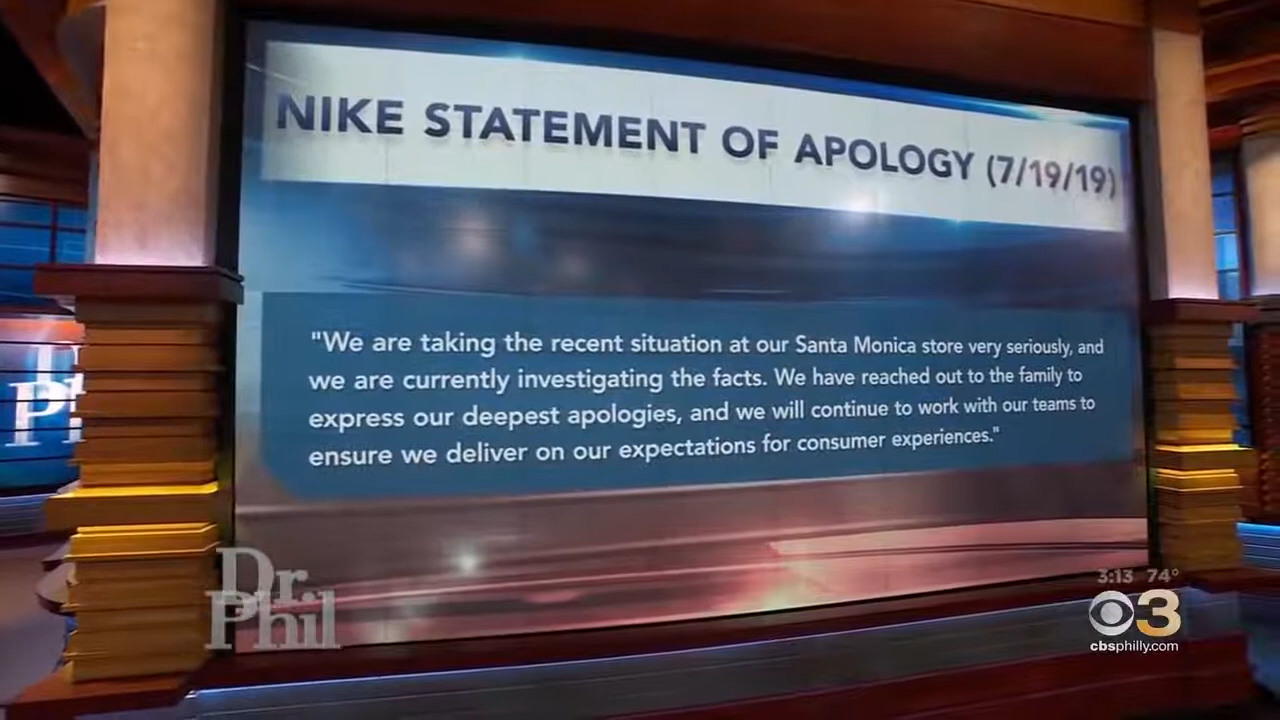 NIKE STATEMENT OF APOLOGY (7/19/19)
"We are taking the recent situation at our Santa Monica store very seriously, and
we are currently investigating the facts. We have reached out to the family to
express our deepest apologies, and we will continue to work with our teams to
ensure we deliver on our expectations for consumer experiences."
Dr.
Phil
3:13 74°
3
cbsphilly.com